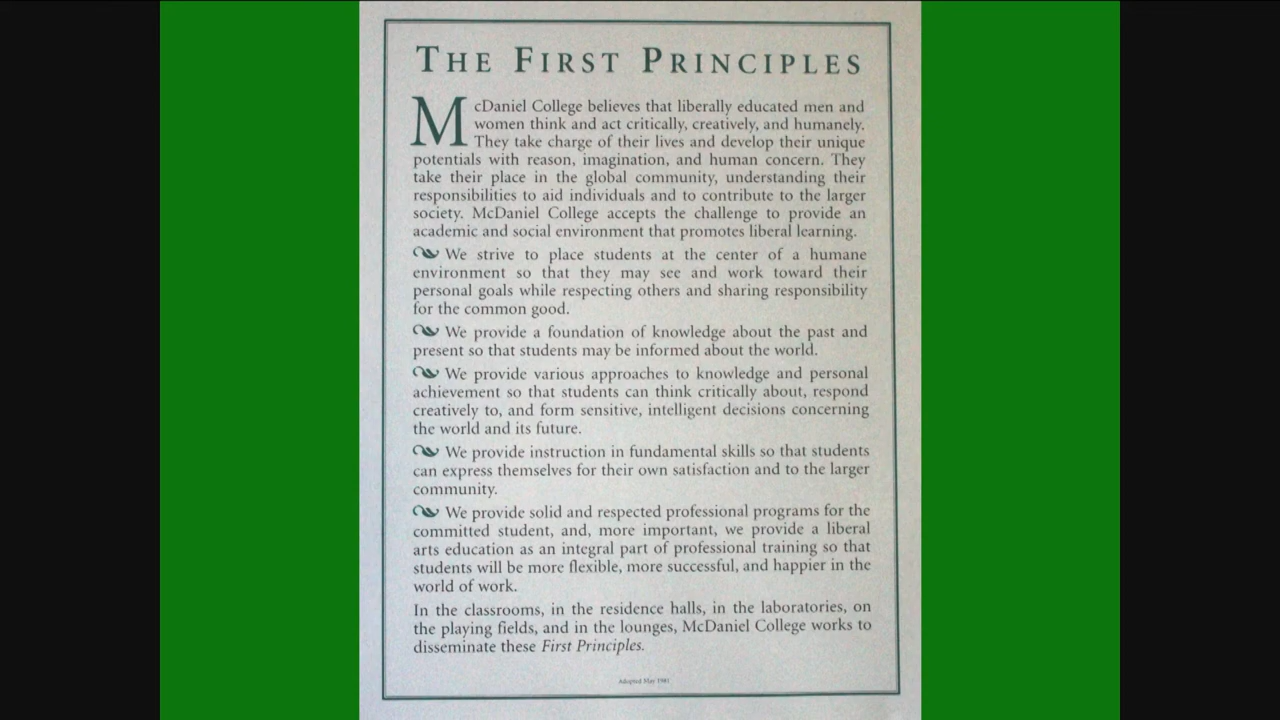 THE FIRST PRINCIPLES
McDaniel College believes that liberally educated men and
women think and act critically, creatively, and humanely.
They take charge of their lives and develop their unique
potentials with reason, imagination, and human concern. They
take their place in the global community, understanding their
responsibilities to aid individuals and to contribute to the larger
society. McDaniel College accepts the challenge to provide an
academic and social environment that promotes liberal learning.
We strive to place students at the center of a humane
environment so that they may see and work toward their
personal goals while respecting others and sharing responsibility
for the common good.
We provide a foundation of knowledge about the past and
present so that students may be informed about the world.
We provide various approaches to knowledge and personal
achievement so that students can think critically about, respond
creatively to, and form sensitive, intelligent decisions concerning
the world and its future.
We provide instruction in fundamental skills so that students
can express themselves for their own satisfaction and to the larger
community.
We provide solid and respected professional programs for the
committed student, and, more important, we provide a liberal
arts education as an integral part of professional training so that
students will be more flexible, more successful, and happier in the
world of work.
In the classrooms, in the residence halls, in the laboratories, on
the playing fields, and in the lounges, McDaniel College works to
disseminate these First Principles.
Adopted May 1981